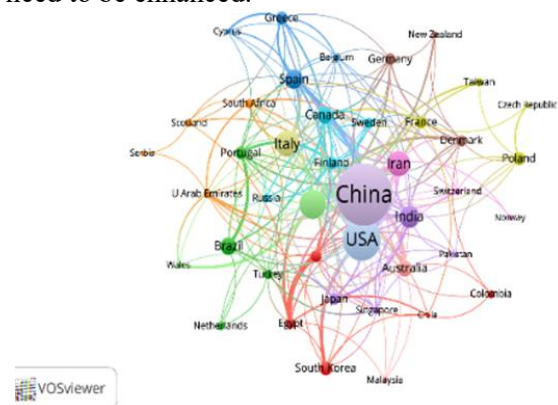 need to be enhanced.
Greece
Cyprus
New Zealand
Belgium
Germany
Spain
Taiwan
South Africa
Czech Republic
Canada
Sweden
France
Scotland
Denmark
Italy
Serbia
Portugal
Finland
Iran
Poland
U Arab Emirates
Russia
China
Switzerland
India
Norway
USA
Brazil
Pakistan
Wales
Turkey
Australia
Japan
Colombia
Singapore
Chile
Netherlands
Egypt
South Korea
Malaysia
VOSviewer